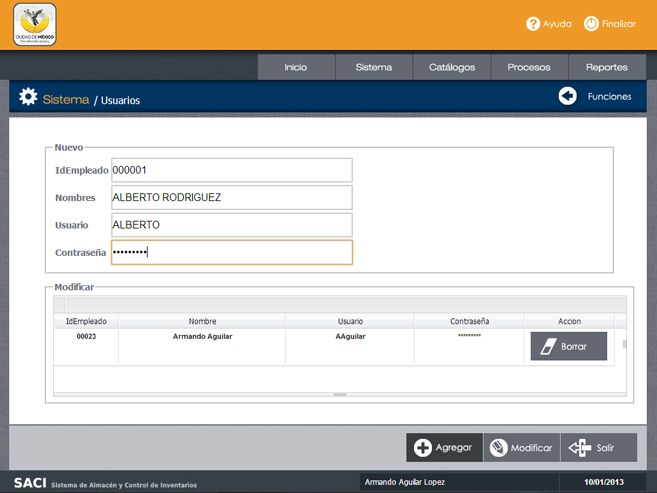 CIUDAD DE MÉXICO
Ayuda Finalizar
Inicio Sistema Catálogos Procesos Reportes
Sistema / Usuarios Funciones
Nuevo
IdEmpleado 000001
Nombres ALBERTO RODRIGUEZ
Usuario ALBERTO
Contraseña •••••••••
Modificar
IdEmpleado Nombre Usuario Contraseña Accion
00023 Armando Aguilar AAguilar ********* Borrar
Agregar Modificar Salir
SACI Sistema de Almacén y Control de Inventarios Armando Aguilar Lopez 10/01/2013